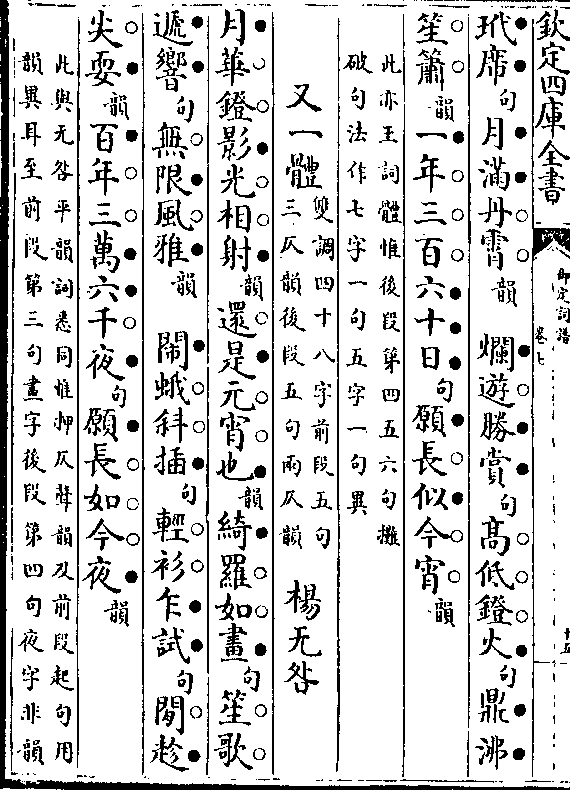 欽定四庫全書
御定詞譜
卷七
十五
玳席句月滿丹霄韻　爛遊勝賞句高低鐙火句鼎沸
笙簫韻一年三百六十日句願長似今宵韻
此亦王詞體惟後段第四五六句攤
破句法作七字一句五字一句異
又一體雙調四十八字前段五句
三仄韻後段五句兩仄韻　楊无咎
月華鐙影光相射韻還是元宵也韻綺羅如畫句笙歌
遞響句無限風雅韻　鬧蛾斜插句輕衫乍試句閒趁
尖耍韻百年三萬六千夜句願長如今夜韻
此與无咎平韻詞悉同惟押仄聲韻及前段起句用
韻異耳至前段第三句畫字後段第四句夜字非韻